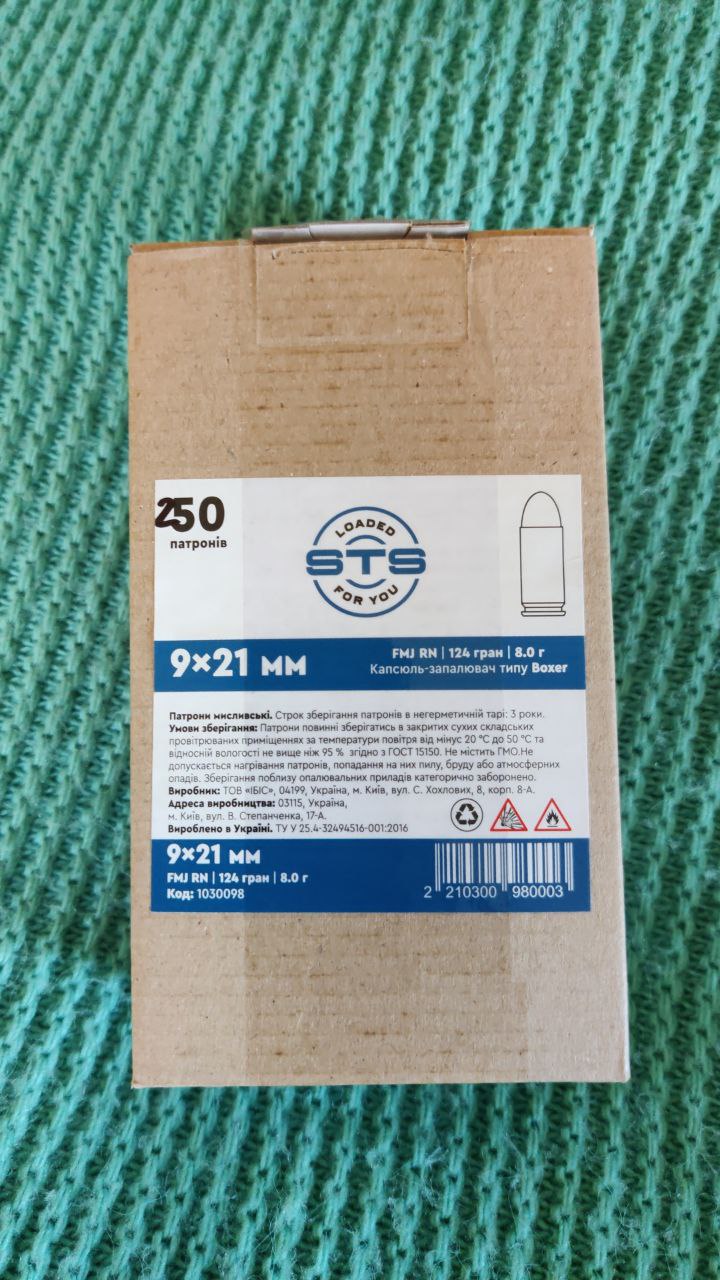 250
патронів
LOADED
STS
FOR YOU
9×21 мм
FMJ RN | 124 гран | 8.0 г
Капсюль-запалювач типу Boxer
Патрони мисливські. Строк зберігання патронів в негерметичній тарі: 3 роки.
Умови зберігання: Патрони повинні зберігатись в закритих сухих складських
провітрюваних приміщеннях за температури повітря від мінус 20 °C до 50 °C та
відносній вологості не вище ніж 95 % згідно з ГОСТ 15150. Не містить ГМО.Не
допускається нагрівання патронів, попадання на них пилу, бруду або атмосферних
опадів. Зберігання поблизу опалювальних приладів категорично заборонено.
Виробник: ТОВ «ІБІС», 04199, Україна, м. Київ, вул. С. Хохлових, 8, корп. 8-А.
Адреса виробництва: 03115, Україна,
м. Київ, вул. В. Степанченка, 17-А.
Вироблено в Україні. ТУ У 25.4-32494516-001:2016
9×21 мм
FMJ RN | 124 гран | 8.0 г
Код: 1030098
2 210300 980003